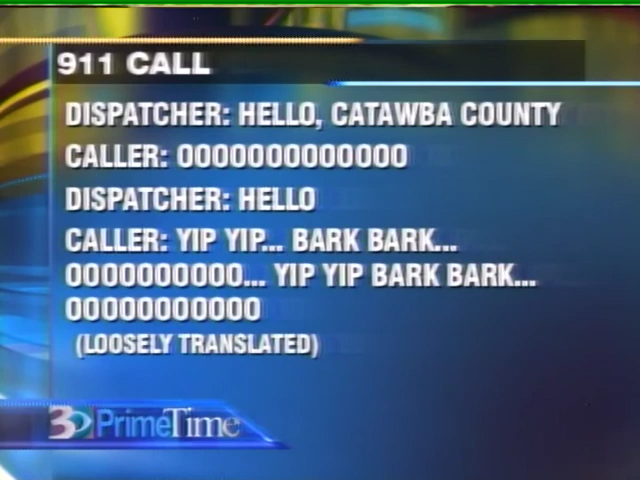 911 CALL
DISPATCHER: HELLO, CATAWBA COUNTY
CALLER: OOOOOOOOOOOOO
DISPATCHER: HELLO
CALLER: YIP YIP... BARK BARK...
OOOOOOOOOO... YIP YIP BARK BARK...
OOOOOOOOOOO
(LOOSELY TRANSLATED)
3 PrimeTime